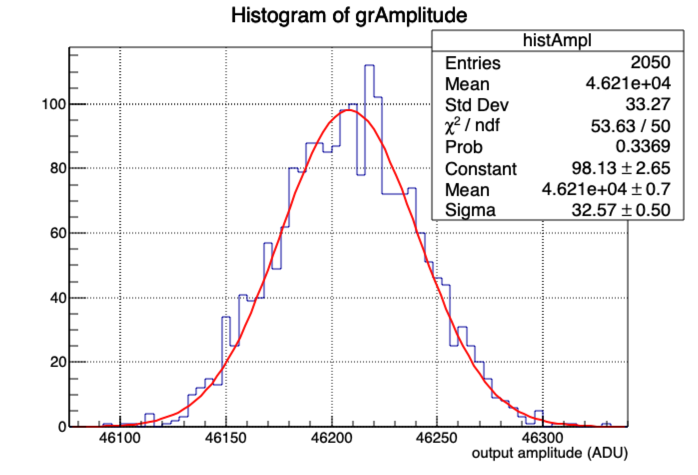 Histogram of grAmplitude
histAmpl
Entries 2050
Mean 4.621e+04
Std Dev 33.27
χ² / ndf 53.63 / 50
Prob 0.3369
Constant 98.13 ± 2.65
Mean 4.621e+04 ± 0.7
Sigma 32.57 ± 0.50
100
80
60
40
20
0
46100 46150 46200 46250 46300
output amplitude (ADU)